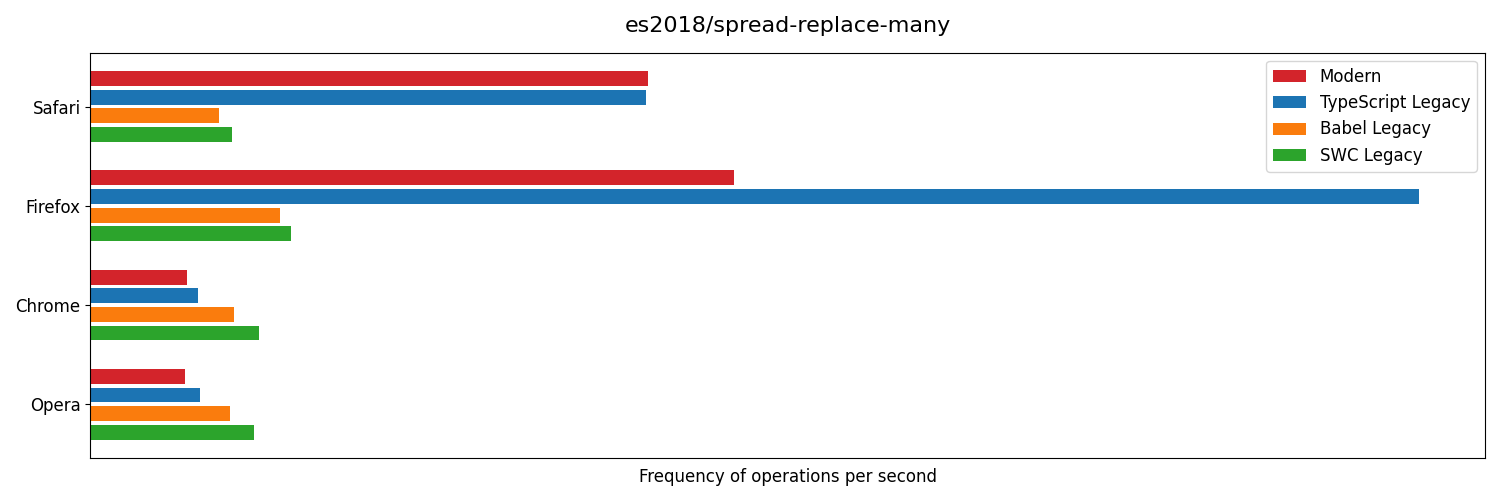 es2018/spread-replace-many
Modern
TypeScript Legacy
Babel Legacy
SWC Legacy
Safari
Firefox
Chrome
Opera
Frequency of operations per second